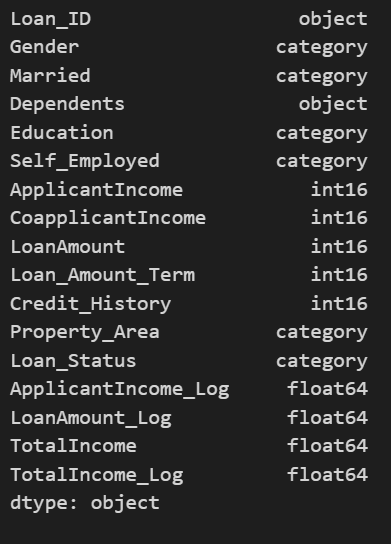 Loan_ID object
Gender category
Married category
Dependents object
Education category
Self_Employed category
ApplicantIncome int16
CoapplicantIncome int16
LoanAmount int16
Loan_Amount_Term int16
Credit_History int16
Property_Area category
Loan_Status category
ApplicantIncome_Log float64
LoanAmount_Log float64
TotalIncome float64
TotalIncome_Log float64
dtype: object